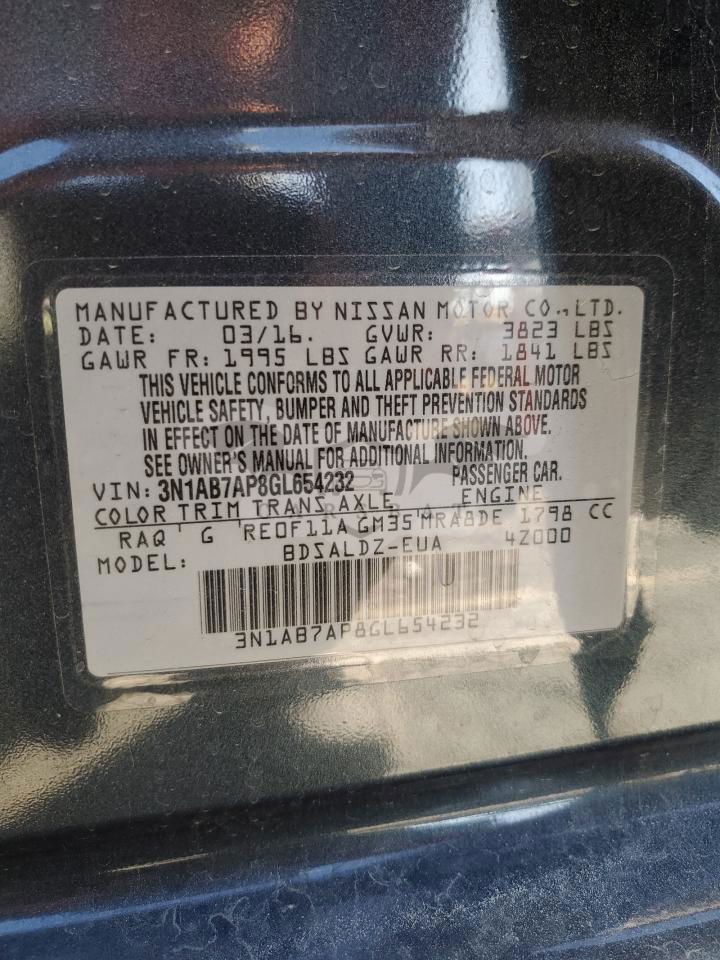 MANUFACTURED BY NISSAN MOTOR CO., LTD.
DATE: 03/16. GVWR: 3823 LBS
GAWR FR: 1995 LBS GAWR RR: 1841 LBS
THIS VEHICLE CONFORMS TO ALL APPLICABLE FEDERAL MOTOR
VEHICLE SAFETY, BUMPER AND THEFT PREVENTION STANDARDS
IN EFFECT ON THE DATE OF MANUFACTURE SHOWN ABOVE.
SEE OWNER'S MANUAL FOR ADDITIONAL INFORMATION.
VIN: 3N1AB7AP8GL654232 PASSENGER CAR.
COLOR TRIM TRANS AXLE ENGINE
RAQ ' G 'RE0F11A GM35'MRA8DE 1798 CC
MODEL: BDSALDZ-EUA 4Z000
3N1AB7AP8GL654232